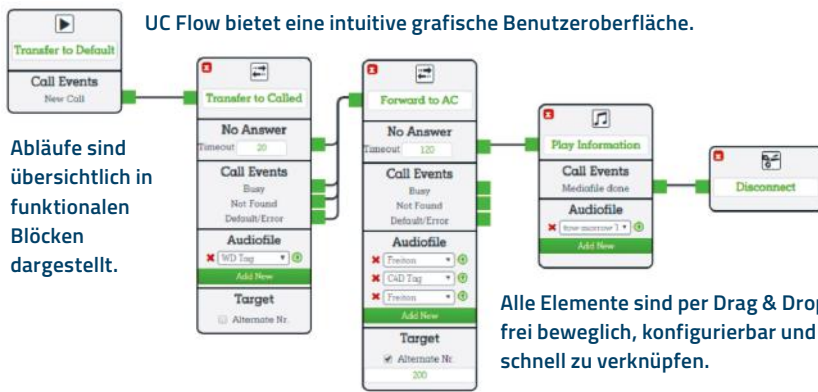 UC Flow bietet eine intuitive grafische Benutzeroberfläche.
Transfer to Default
Call Events
New Call
Abläufe sind
übersichtlich in
funktionalen
Blöcken
dargestellt.
Transfer to Called
No Answer
Timeout 20
Call Events
Busy
Not Found
Default/Error
Audiofile
WD Tag
Add New
Target
Alternate Nr.
Forward to AC
No Answer
Timeout 120
Call Events
Busy
Not Found
Default/Error
Audiofile
Freiton
C4D Tag
Freiton
Add New
Target
Alternate Nr.
200
Play Information
Call Events
Mediafile done
Audiofile
Add New
Disconnect
Alle Elemente sind per Drag & Drop
frei beweglich, konfigurierbar und
schnell zu verknüpfen.